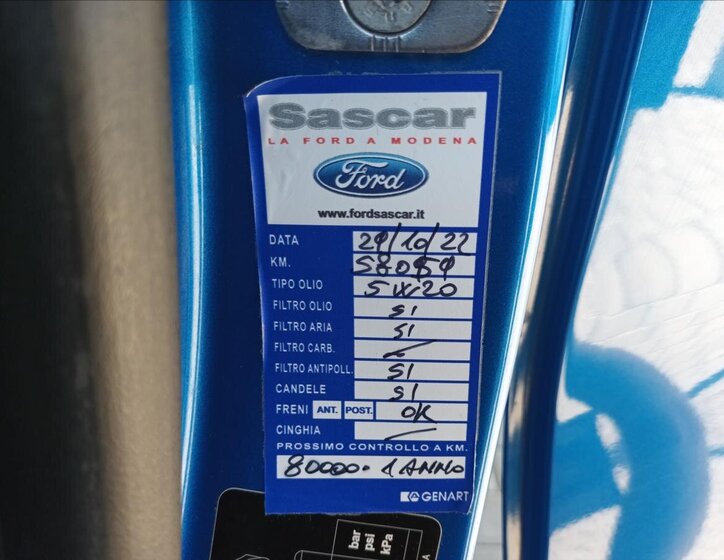 Sascar
LA FORD A MODENA
Ford
www.fordsascar.it
DATA 29/10/22
KM.
TIPO OLIO 5W20
FILTRO OLIO SI
FILTRO ARIA SI
FILTRO CARB.
FILTRO ANTIPOLL. SI
CANDELE SI
FRENI ANT. POST. OK
CINGHIA
PROSSIMO CONTROLLO A KM.
80000. 1 ANNO
GENART
bar
psi
kPa